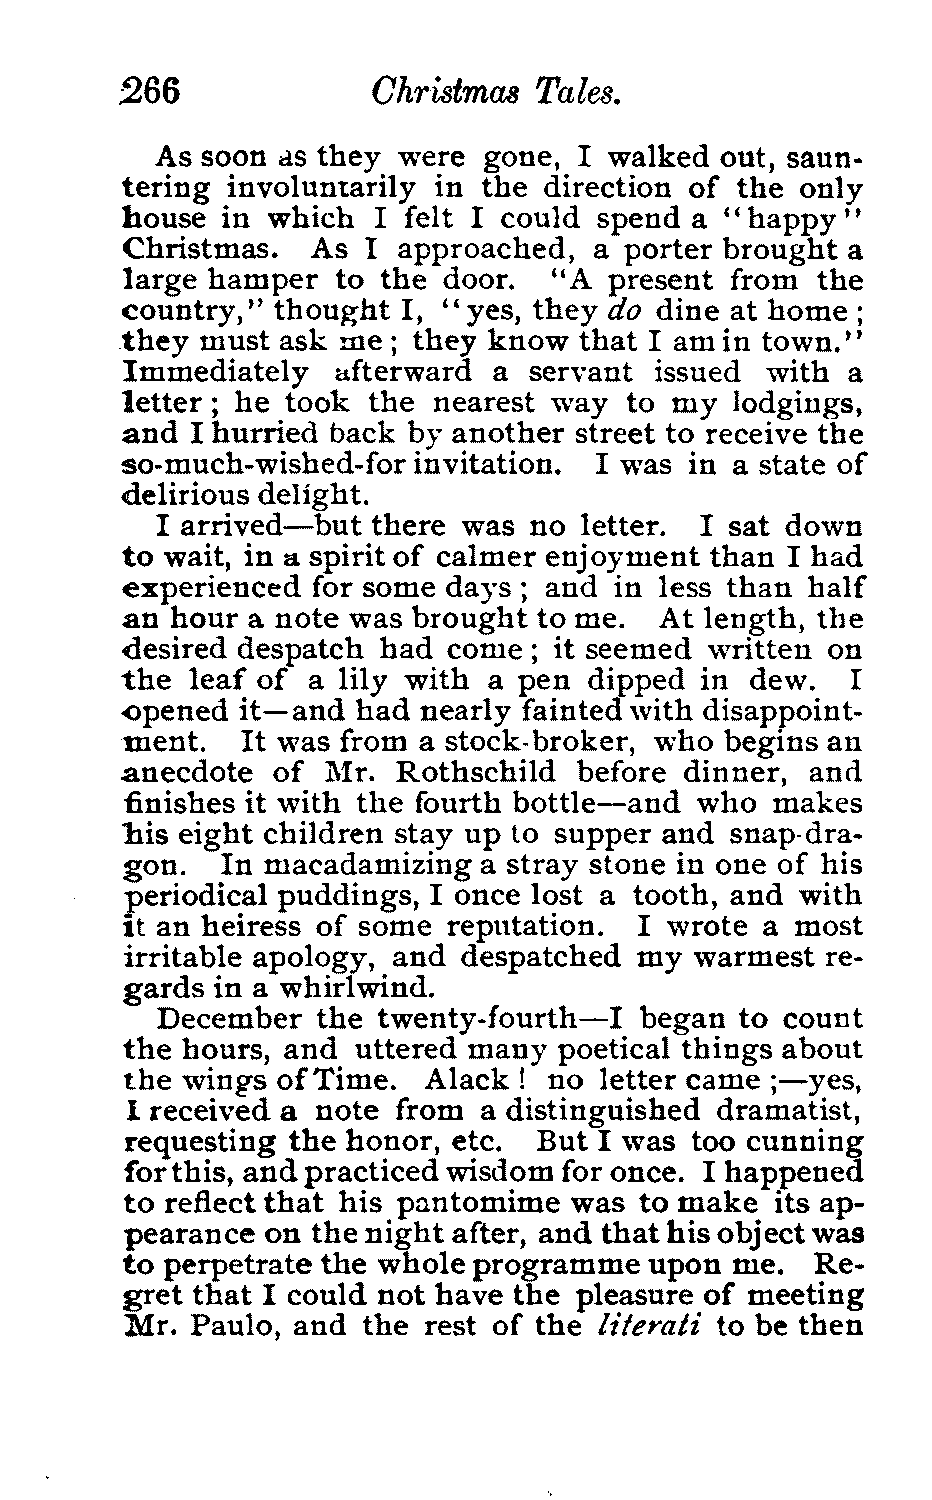 266 Christmas Tales.
As soon as they were gone, I walked out, saun-
tering involuntarily in the direction of the only
house in which I felt I could spend a "happy"
Christmas. As I approached, a porter brought a
large hamper to the door. "A present from the
country," thought I, "yes, they do dine at home;
they must ask me; they know that I am in town."
Immediately afterward a servant issued with a
letter; he took the nearest way to my lodgings,
and I hurried back by another street to receive the
so-much-wished-for invitation. I was in a state of
delirious delight.
I arrived—but there was no letter. I sat down
to wait, in a spirit of calmer enjoyment than I had
experienced for some days; and in less than half
an hour a note was brought to me. At length, the
desired despatch had come; it seemed written on
the leaf of a lily with a pen dipped in dew. I
opened it—and had nearly fainted with disappoint-
ment. It was from a stock-broker, who begins an
anecdote of Mr. Rothschild before dinner, and
finishes it with the fourth bottle—and who makes
his eight children stay up to supper and snap-dra-
gon. In macadamizing a stray stone in one of his
periodical puddings, I once lost a tooth, and with
it an heiress of some reputation. I wrote a most
irritable apology, and despatched my warmest re-
gards in a whirlwind.
December the twenty-fourth—I began to count
the hours, and uttered many poetical things about
the wings of Time. Alack! no letter came;—yes,
I received a note from a distinguished dramatist,
requesting the honor, etc. But I was too cunning
for this, and practiced wisdom for once. I happened
to reflect that his pantomime was to make its ap-
pearance on the night after, and that his object was
to perpetrate the whole programme upon me. Re-
gret that I could not have the pleasure of meeting
Mr. Paulo, and the rest of the literati to be then